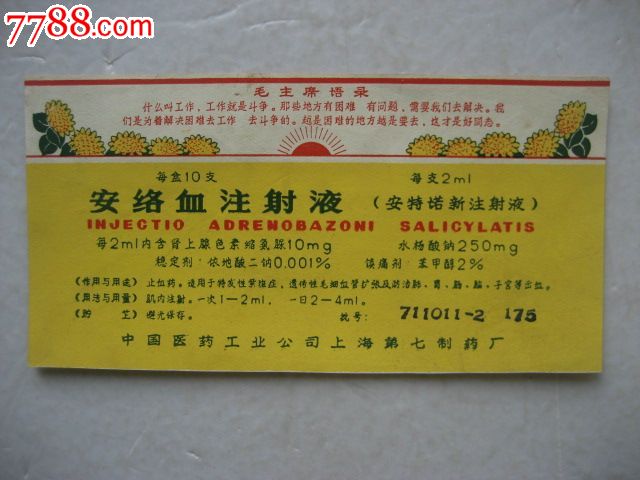 7788.com
毛主席语录
什么叫工作，工作就是斗争。那些地方有困难 有问题，需要我们去解决。我
们是为着解决困难去工作 去斗争的。越是困难的地方越是要去，这才是好同志。
每盒10支 每支2ml
安络血注射液（安特诺新注射液）
INJECTIO ADRENOBAZONI SALICYLATIS
每2ml内含肾上腺色素缩氨脲10mg 水杨酸钠250mg
稳定剂：依地酸二钠0.001% 镇痛剂：苯甲醇2%
（作用与用途）止血药。适用于特发性紫癜症，遗传性毛细血管扩张及防治肺、胃、肠、脑、子宫等出血。
（用法与用量）肌内注射。一次1—2ml，一日2—4ml。
（贮 ）避光保存。 批号： 711011-2 175
中国医药工业公司上海第七制药厂